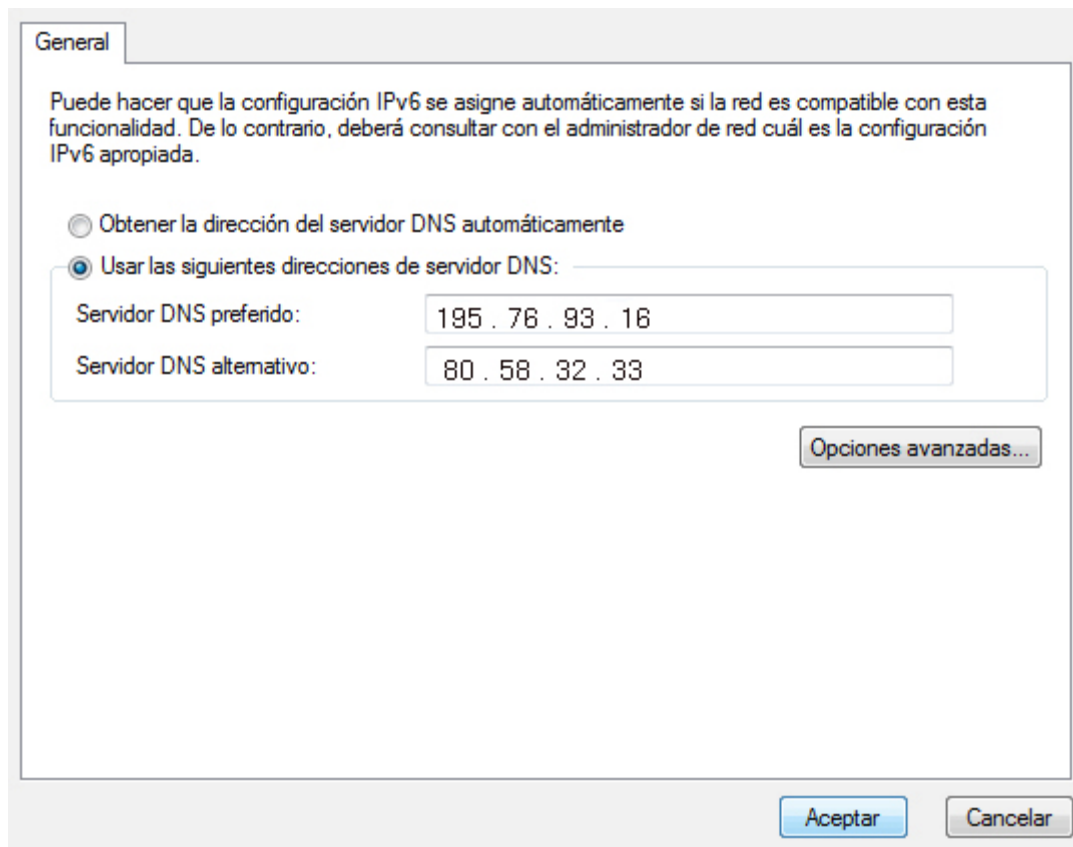 General
Puede hacer que la configuración IPv6 se asigne automáticamente si la red es compatible con esta
funcionalidad. De lo contrario, deberá consultar con el administrador de red cuál es la configuración
IPv6 apropiada.
Obtener la dirección del servidor DNS automáticamente
Usar las siguientes direcciones de servidor DNS:
Servidor DNS preferido: 195 . 76 . 93 . 16
Servidor DNS alternativo: 80 . 58 . 32 . 33
Opciones avanzadas...
Aceptar Cancelar